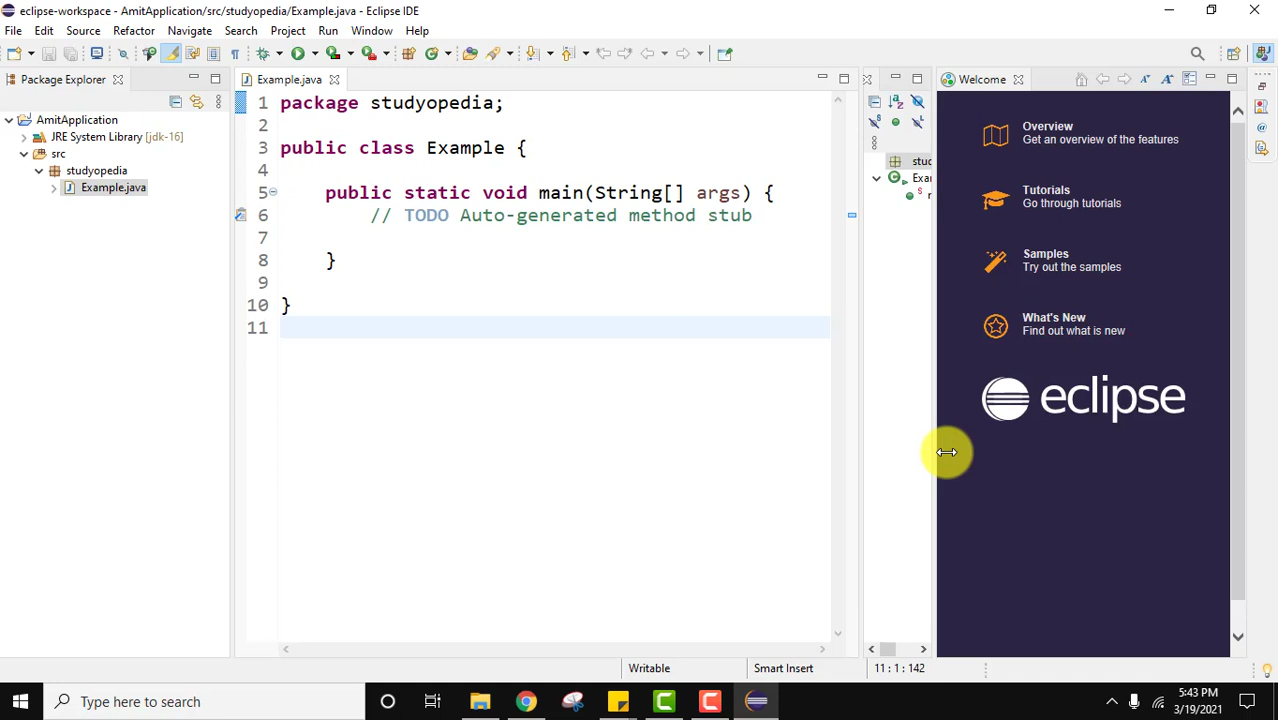 eclipse-workspace - AmitApplication/src/studyopedia/Example.java - Eclipse IDE
File Edit Source Refactor Navigate Search Project Run Window Help
Package Explorer
AmitApplication
JRE System Library [jdk-16]
src
studyopedia
Example.java
Example.java
1 package studyopedia;
2
3 public class Example {
4
5 public static void main(String[] args) {
6 // TODO Auto-generated method stub
7
8 }
9
10 }
11
stud
Exa
Welcome
Overview
Get an overview of the features
Tutorials
Go through tutorials
Samples
Try out the samples
What's New
Find out what is new
eclipse
Writable
Smart Insert
11 : 1 : 142
Type here to search
5:43 PM
3/19/2021